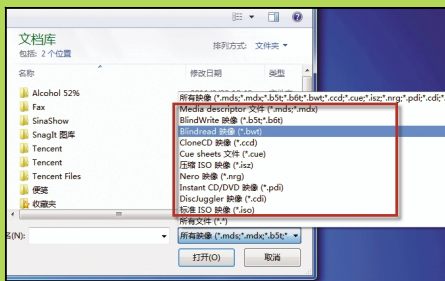 文档库
包括: 2 个位置
排列方式: 文件夹
名称
修改日期
类型
Alcohol 52%
Fax
SinaShow
SnagIt 图库
Tencent
Tencent
Tencent Files
便笺
收藏夹
所有映像 (*.mds;*.mdx;*.b5t;*.b6t;*.bwt;*.ccd;*.cue;*.isz;*.nrg;*.pdi;*.cdi;*.
Media descriptor 文件 (*.mds;*.mdx)
BlindWrite 映像 (*.b5t;*.b6t)
Blindread 映像 (*.bwt)
CloneCD 映像 (*.ccd)
Cue sheets 文件 (*.cue)
压缩 ISO 映像 (*.isz)
Nero 映像 (*.nrg)
Instant CD/DVD 映像 (*.pdi)
DiscJuggler 映像 (*.cdi)
标准 ISO 映像 (*.iso)
所有文件 (*.*)
名(N):
所有映像 (*.mds;*.mdx;*.b5t;*
打开(O)
取消